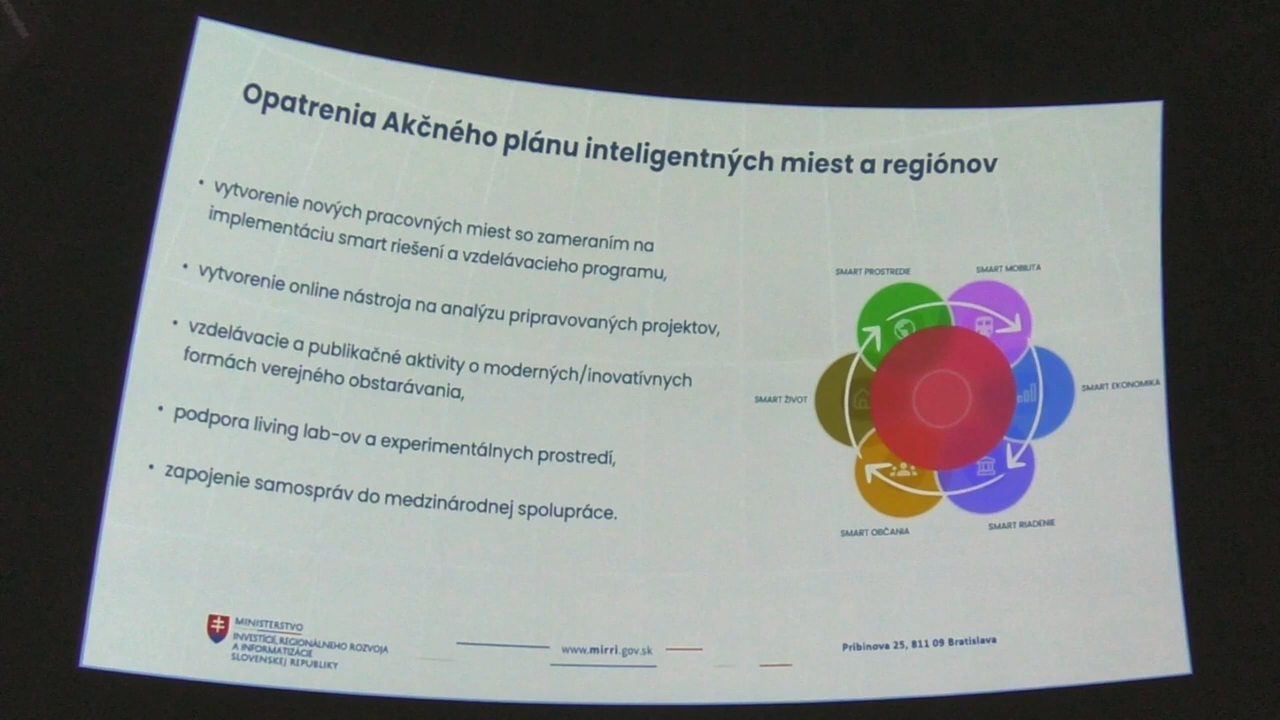 Opatrenia Akčného plánu inteligentných miest a regiónov
• vytvorenie nových pracovných miest so zameraním na
implementáciu smart riešení a vzdelávacieho programu,
• vytvorenie online nástroja na analýzu pripravovaných projektov,
• vzdelávacie a publikačné aktivity o moderných/inovatívnych
formách verejného obstarávania,
• podpora living lab-ov a experimentálnych prostredí,
• zapojenie samospráv do medzinárodnej spolupráce.
SMART PROSTREDIE
SMART MOBILITA
SMART ŽIVOT
SMART EKONOMIKA
SMART OBČANIA
SMART RIADENIE
MINISTERSTVO
INVESTÍCIÍ, REGIONÁLNEHO ROZVOJA
A INFORMATIZÁCIE
SLOVENSKEJ REPUBLIKY
www.mirri.gov.sk
Pribinova 25, 811 09 Bratislava